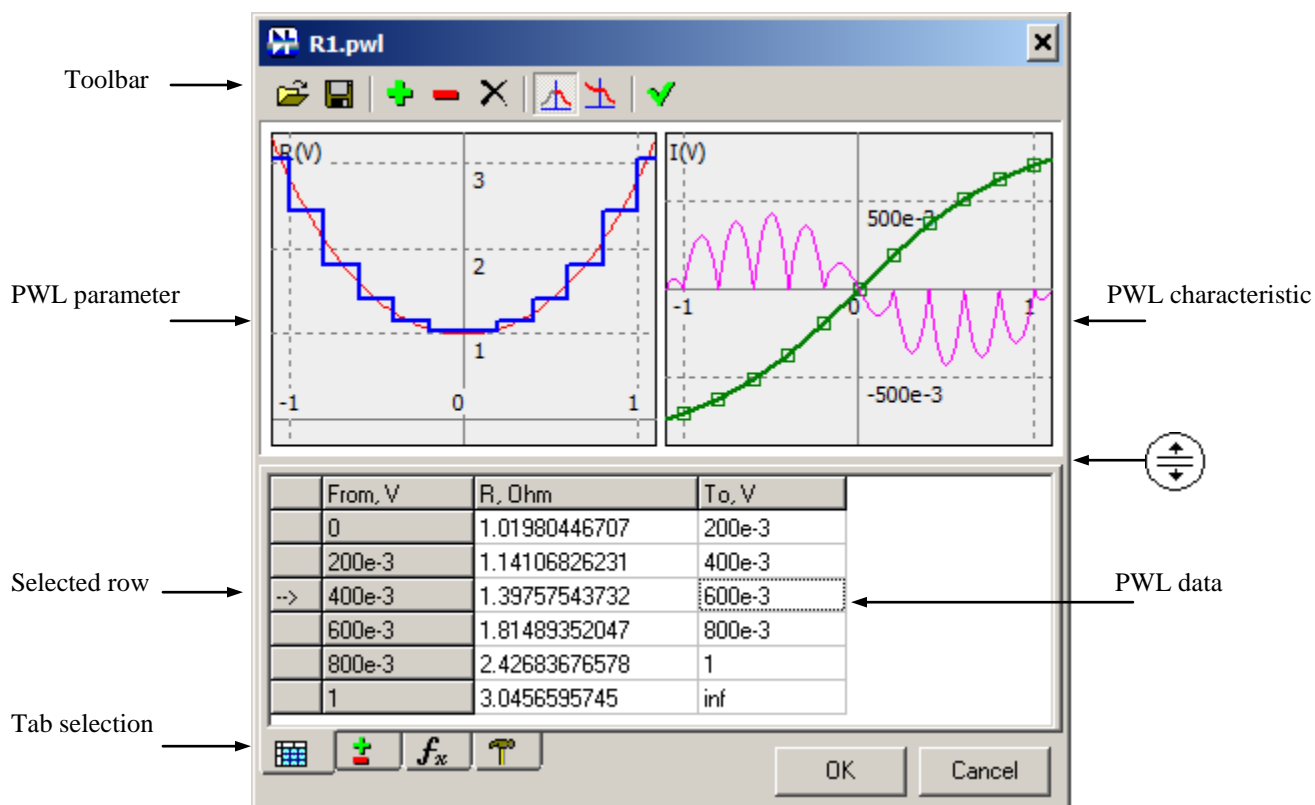 R1.pwl
Toolbar
R(V)
3
2
1
-1 0 1
I(V)
500e-3
-1 0 1
-500e-3
PWL parameter
PWL characteristic
From, V R, Ohm To, V
0 1.01980446707 200e-3
200e-3 1.14106826231 400e-3
--> 400e-3 1.39757543732 600e-3
600e-3 1.81489352047 800e-3
800e-3 2.42683676578 1
1 3.0456595745 inf
Selected row
PWL data
Tab selection
fx
OK Cancel